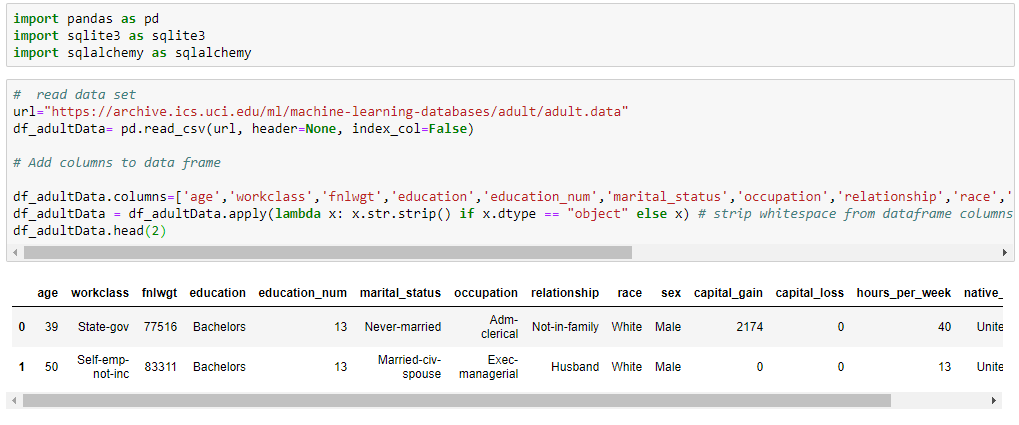 import pandas as pd
import sqlite3 as sqlite3
import sqlalchemy as sqlalchemy
#  read data set
url="https://archive.ics.uci.edu/ml/machine-learning-databases/adult/adult.data"
df_adultData= pd.read_csv(url, header=None, index_col=False)
# Add columns to data frame
df_adultData.columns=['age','workclass','fnlwgt','education','education_num','marital_status','occupation','relationship','race','
df_adultData = df_adultData.apply(lambda x: x.str.strip() if x.dtype == "object" else x) # strip whitespace from dataframe columns
df_adultData.head(2)
age workclass fnlwgt education education_num marital_status occupation relationship race sex capital_gain capital_loss hours_per_week native_
0 39 State-gov 77516 Bachelors 13 Never-married Adm-clerical Not-in-family White Male 2174 0 40 Unite
1 50 Self-emp-not-inc 83311 Bachelors 13 Married-civ-spouse Exec-managerial Husband White Male 0 0 13 Unite